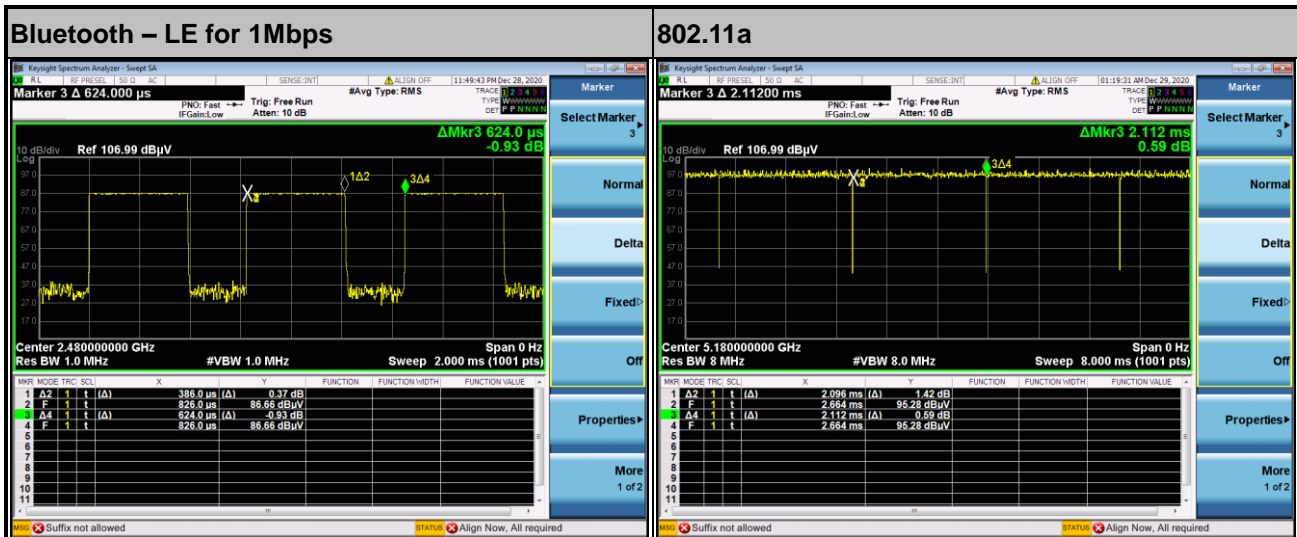 Bluetooth – LE for 1Mbps
Keysight Spectrum Analyzer - Swept SA
RL RF PRESEL 50 Ω AC SENSE:INT ALIGN OFF 11:49:43 PM Dec 28, 2020
Marker 3 Δ 624.000 µs #Avg Type: RMS TRACE 1 2 3 4 5 6
PNO: Fast Trig: Free Run TYPE WWWWWW
IFGain:Low Atten: 10 dB DET P P N N N N
ΔMkr3 624.0 µs
-0.93 dB
10 dB/div Ref 106.99 dBµV
Log
97.0
87.0
77.0
67.0
57.0
47.0
37.0
27.0
17.0
1Δ2
3Δ4
Center 2.480000000 GHz Span 0 Hz
Res BW 1.0 MHz #VBW 1.0 MHz Sweep 2.000 ms (1001 pts)
MKR MODE TRC SCL X Y FUNCTION FUNCTION WIDTH FUNCTION VALUE
1 Δ2 1 t (Δ) 386.0 µs (Δ) 0.37 dB
2 F 1 t 826.0 µs 86.66 dBµV
3 Δ4 1 t (Δ) 624.0 µs (Δ) -0.93 dB
4 F 1 t 826.0 µs 86.66 dBµV
5
6
7
8
9
10
11
MSG Suffix not allowed STATUS Align Now, All required
Marker
Select Marker
3
Normal
Delta
Fixed
Off
Properties
More
1 of 2
802.11a
Keysight Spectrum Analyzer - Swept SA
RL RF PRESEL 50 Ω AC SENSE:INT ALIGN OFF 01:19:31 AM Dec 29, 2020
Marker 3 Δ 2.11200 ms #Avg Type: RMS TRACE 1 2 3 4 5 6
PNO: Fast Trig: Free Run TYPE WWWWWW
IFGain:Low Atten: 10 dB DET P P N N N N
ΔMkr3 2.112 ms
0.59 dB
10 dB/div Ref 106.99 dBµV
Log
97.0
87.0
77.0
67.0
57.0
47.0
37.0
27.0
17.0
3Δ4
Center 5.180000000 GHz Span 0 Hz
Res BW 8 MHz #VBW 8.0 MHz Sweep 8.000 ms (1001 pts)
MKR MODE TRC SCL X Y FUNCTION FUNCTION WIDTH FUNCTION VALUE
1 Δ2 1 t (Δ) 2.096 ms (Δ) 1.42 dB
2 F 1 t 2.664 ms 95.28 dBµV
3 Δ4 1 t (Δ) 2.112 ms (Δ) 0.59 dB
4 F 1 t 2.664 ms 95.28 dBµV
5
6
7
8
9
10
11
MSG Suffix not allowed STATUS Align Now, All required
Marker
Select Marker
3
Normal
Delta
Fixed
Off
Properties
More
1 of 2